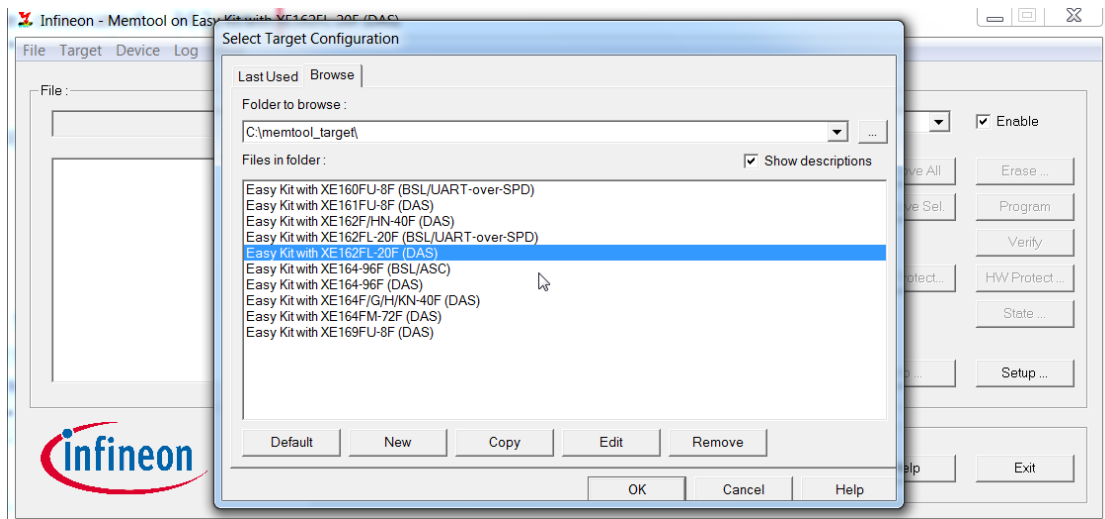 Infineon - Memtool on Easy Kit with XE162FL-20F (DAS)
File Target Device Log
Select Target Configuration
Last Used Browse
Folder to browse :
C:\memtool_target\
...
Files in folder :
Show descriptions
Easy Kit with XE160FU-8F (BSL/UART-over-SPD)
Easy Kit with XE161FU-8F (DAS)
Easy Kit with XE162F/HN-40F (DAS)
Easy Kit with XE162FL-20F (BSL/UART-over-SPD)
Easy Kit with XE162FL-20F (DAS)
Easy Kit with XE164-96F (BSL/ASC)
Easy Kit with XE164-96F (DAS)
Easy Kit with XE164F/G/H/KN-40F (DAS)
Easy Kit with XE164FM-72F (DAS)
Easy Kit with XE169FU-8F (DAS)
Default New Copy Edit Remove
OK Cancel Help
File :
Enable
ove All Erase ...
ve Sel. Program
Verify
otect... HW Protect ...
State ...
Setup ...
elp Exit
infineon